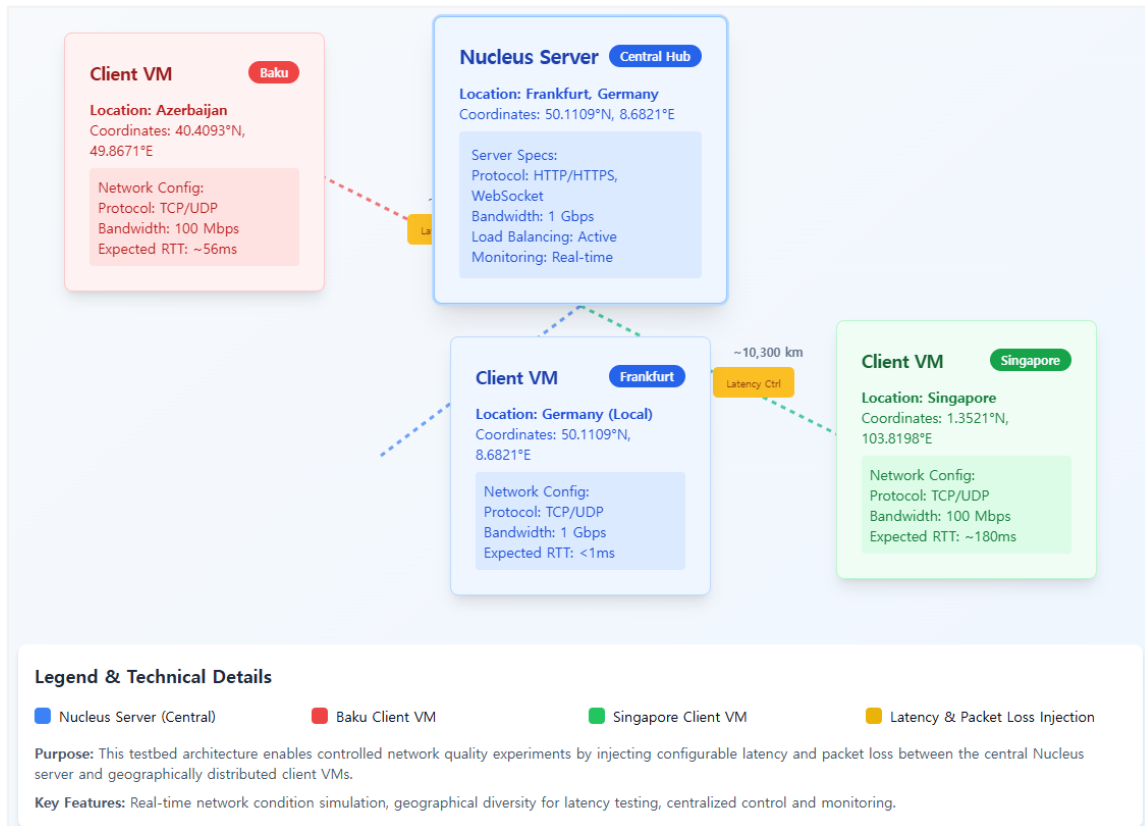 Client VM
Baku
Location: Azerbaijan
Coordinates: 40.4093°N,
49.8671°E
Network Config:
Protocol: TCP/UDP
Bandwidth: 100 Mbps
Expected RTT: ~56ms
~
La
Nucleus Server
Central Hub
Location: Frankfurt, Germany
Coordinates: 50.1109°N, 8.6821°E
Server Specs:
Protocol: HTTP/HTTPS,
WebSocket
Bandwidth: 1 Gbps
Load Balancing: Active
Monitoring: Real-time
Client VM
Frankfurt
Location: Germany (Local)
Coordinates: 50.1109°N,
8.6821°E
Network Config:
Protocol: TCP/UDP
Bandwidth: 1 Gbps
Expected RTT: <1ms
~10,300 km
Latency Ctrl
Client VM
Singapore
Location: Singapore
Coordinates: 1.3521°N,
103.8198°E
Network Config:
Protocol: TCP/UDP
Bandwidth: 100 Mbps
Expected RTT: ~180ms
Legend & Technical Details
Nucleus Server (Central)
Baku Client VM
Singapore Client VM
Latency & Packet Loss Injection
Purpose: This testbed architecture enables controlled network quality experiments by injecting configurable latency and packet loss between the central Nucleus
server and geographically distributed client VMs.
Key Features: Real-time network condition simulation, geographical diversity for latency testing, centralized control and monitoring.